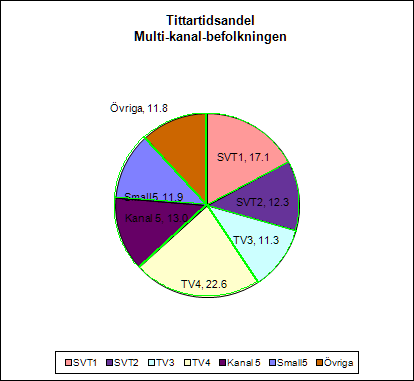 Tittartidsandel
Multi-kanal-befolkningen
Övriga, 11.8
SVT1, 17.1
Small5, 11.9
SVT2, 12.3
Kanal 5, 13.0
TV3, 11.3
TV4, 22.6
SVT1 SVT2 TV3 TV4 Kanal 5 Small5 Övriga